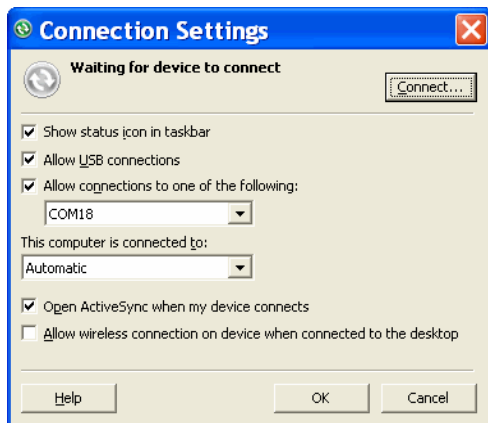 Connection Settings
Waiting for device to connect
Connect...
Show status icon in taskbar
Allow USB connections
Allow connections to one of the following:
COM18
This computer is connected to:
Automatic
Open ActiveSync when my device connects
Allow wireless connection on device when connected to the desktop
Help
OK
Cancel